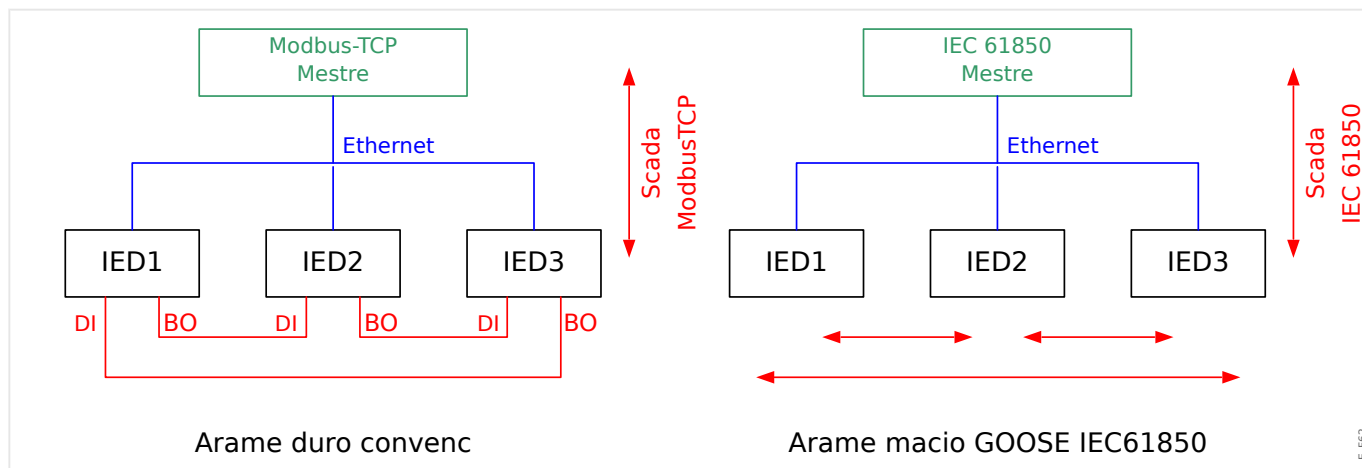 Modbus-TCP
Mestre
Ethernet
Scada
ModbusTCP
IED1
IED2
IED3
DI
BO
DI
BO
DI
BO
Arame duro convenc
IEC 61850
Mestre
Ethernet
Scada
IEC 61850
IED1
IED2
IED3
Arame macio GOOSE IEC61850